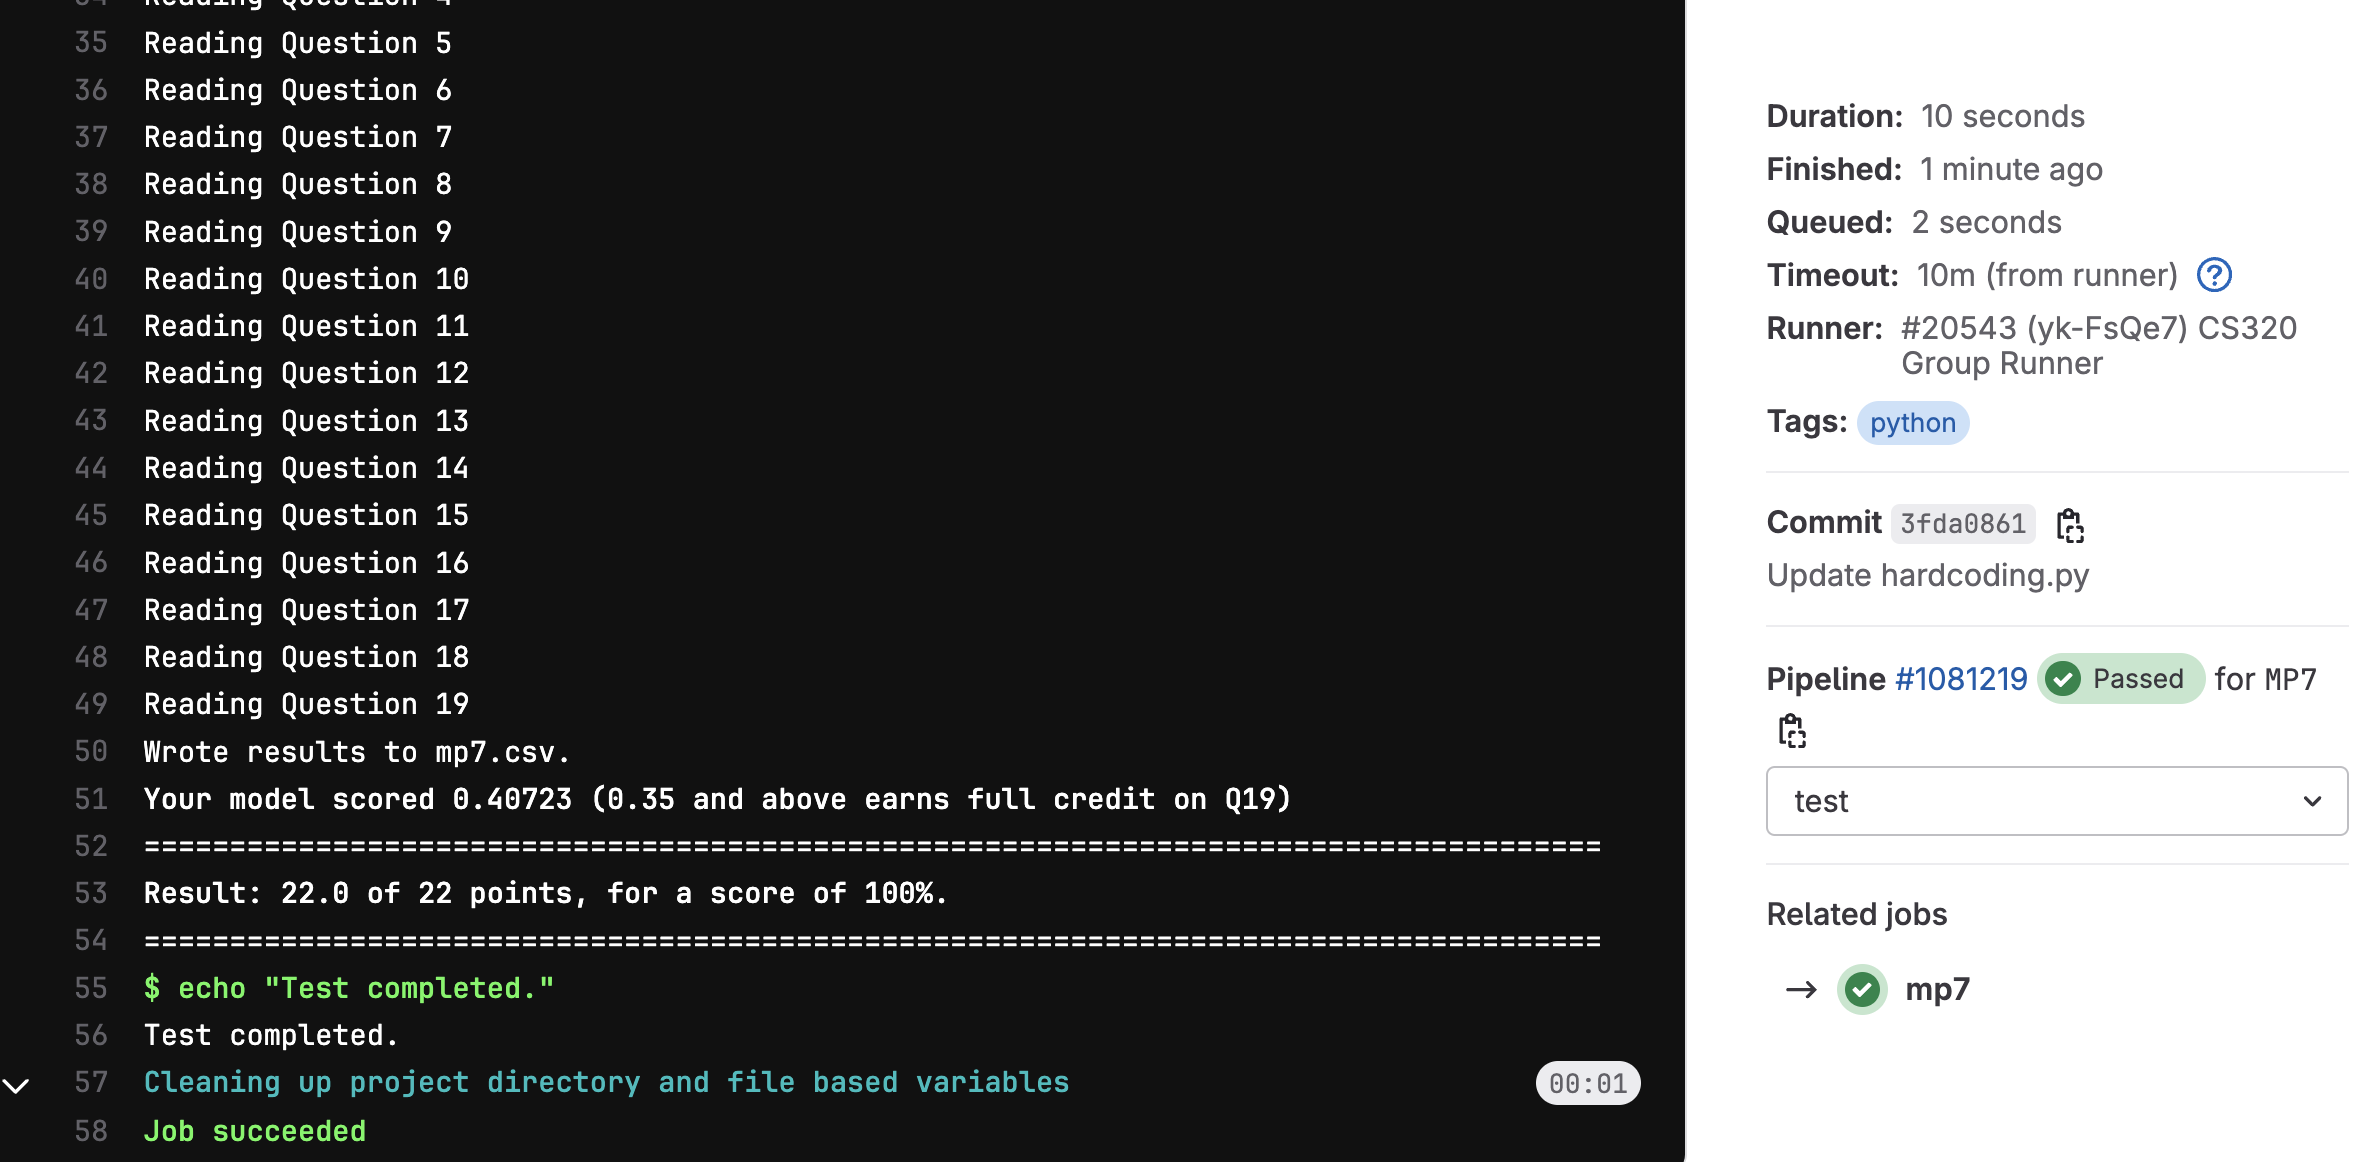 34 Reading Question 4
35 Reading Question 5
36 Reading Question 6
37 Reading Question 7
38 Reading Question 8
39 Reading Question 9
40 Reading Question 10
41 Reading Question 11
42 Reading Question 12
43 Reading Question 13
44 Reading Question 14
45 Reading Question 15
46 Reading Question 16
47 Reading Question 17
48 Reading Question 18
49 Reading Question 19
50 Wrote results to mp7.csv.
51 Your model scored 0.40723 (0.35 and above earns full credit on Q19)
52 =====================================================================================
53 Result: 22.0 of 22 points, for a score of 100%.
54 =====================================================================================
55 $ echo "Test completed."
56 Test completed.
57 Cleaning up project directory and file based variables 00:01
58 Job succeeded
Duration: 10 seconds
Finished: 1 minute ago
Queued: 2 seconds
Timeout: 10m (from runner)
Runner: #20543 (yk-FsQe7) CS320
Group Runner
Tags: python
Commit 3fda0861
Update hardcoding.py
Pipeline #1081219 Passed for MP7
test
Related jobs
→ mp7